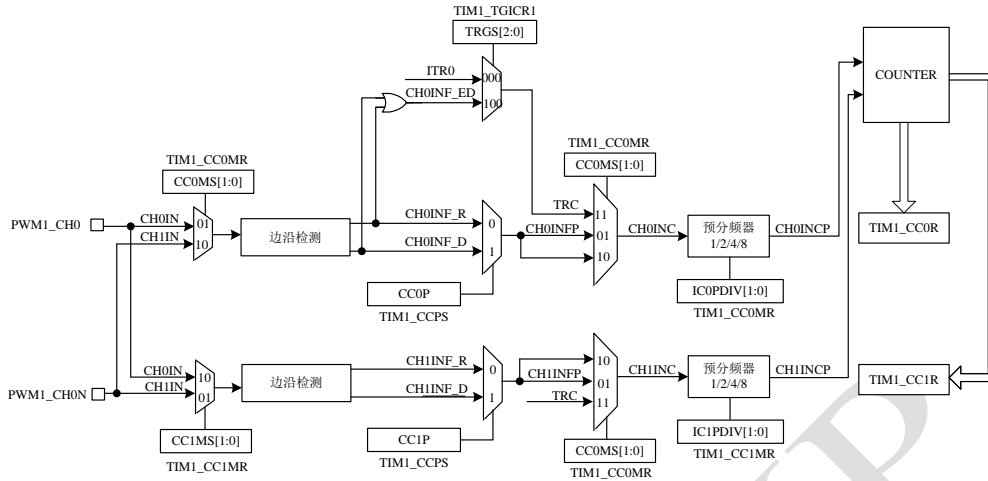 TIM1_TGICR1
TRGS[2:0]
ITR0
000
CH0INF_ED
100
COUNTER
TIM1_CC0MR
CC0MS[1:0]
TIM1_CC0MR
CC0MS[1:0]
PWM1_CH0
CH0IN
01
CH1IN
10
边沿检测
CH0INF_R
0
CH0INF_D
1
TRC
11
CH0INFP
01
10
CH0INC
预分频器
1/2/4/8
CH0INCP
TIM1_CC0R
CC0P
TIM1_CCPS
IC0PDIV[1:0]
TIM1_CC0MR
PWM1_CH0N
CH0IN
10
CH1IN
01
边沿检测
CH1INF_R
0
CH1INF_D
1
10
CH1INFP
01
TRC
11
CH1INC
预分频器
1/2/4/8
CH1INCP
TIM1_CC1R
CC1MS[1:0]
TIM1_CC1MR
CC1P
TIM1_CCPS
CC0MS[1:0]
TIM1_CC0MR
IC1PDIV[1:0]
TIM1_CC1MR